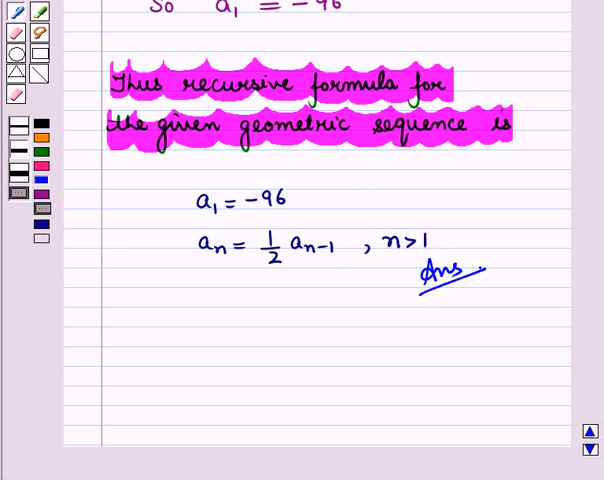 So a₁ = -96
Thus recursive formula for
the given geometric sequence is
a₁ = -96
aₙ = 1/2 aₙ₋₁ , n>1
Ans.